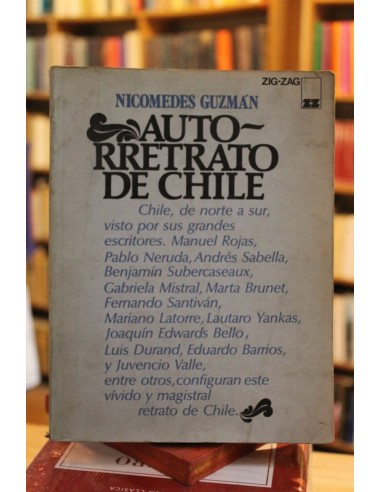 ZIG-ZAG
NICOMEDES GUZMÁN
AUTO-
RRETRATO
DE CHILE
Chile, de norte a sur,
visto por sus grandes
escritores. Manuel Rojas,
Pablo Neruda, Andrés Sabella,
Benjamín Subercaseaux,
Gabriela Mistral, Marta Brunet,
Fernando Santiván,
Mariano Latorre, Lautaro Yankas,
Joaquín Edwards Bello,
Luis Durand, Eduardo Barrios,
y Juvencio Valle,
entre otros, configuran este
vívido y magistral
retrato de Chile.